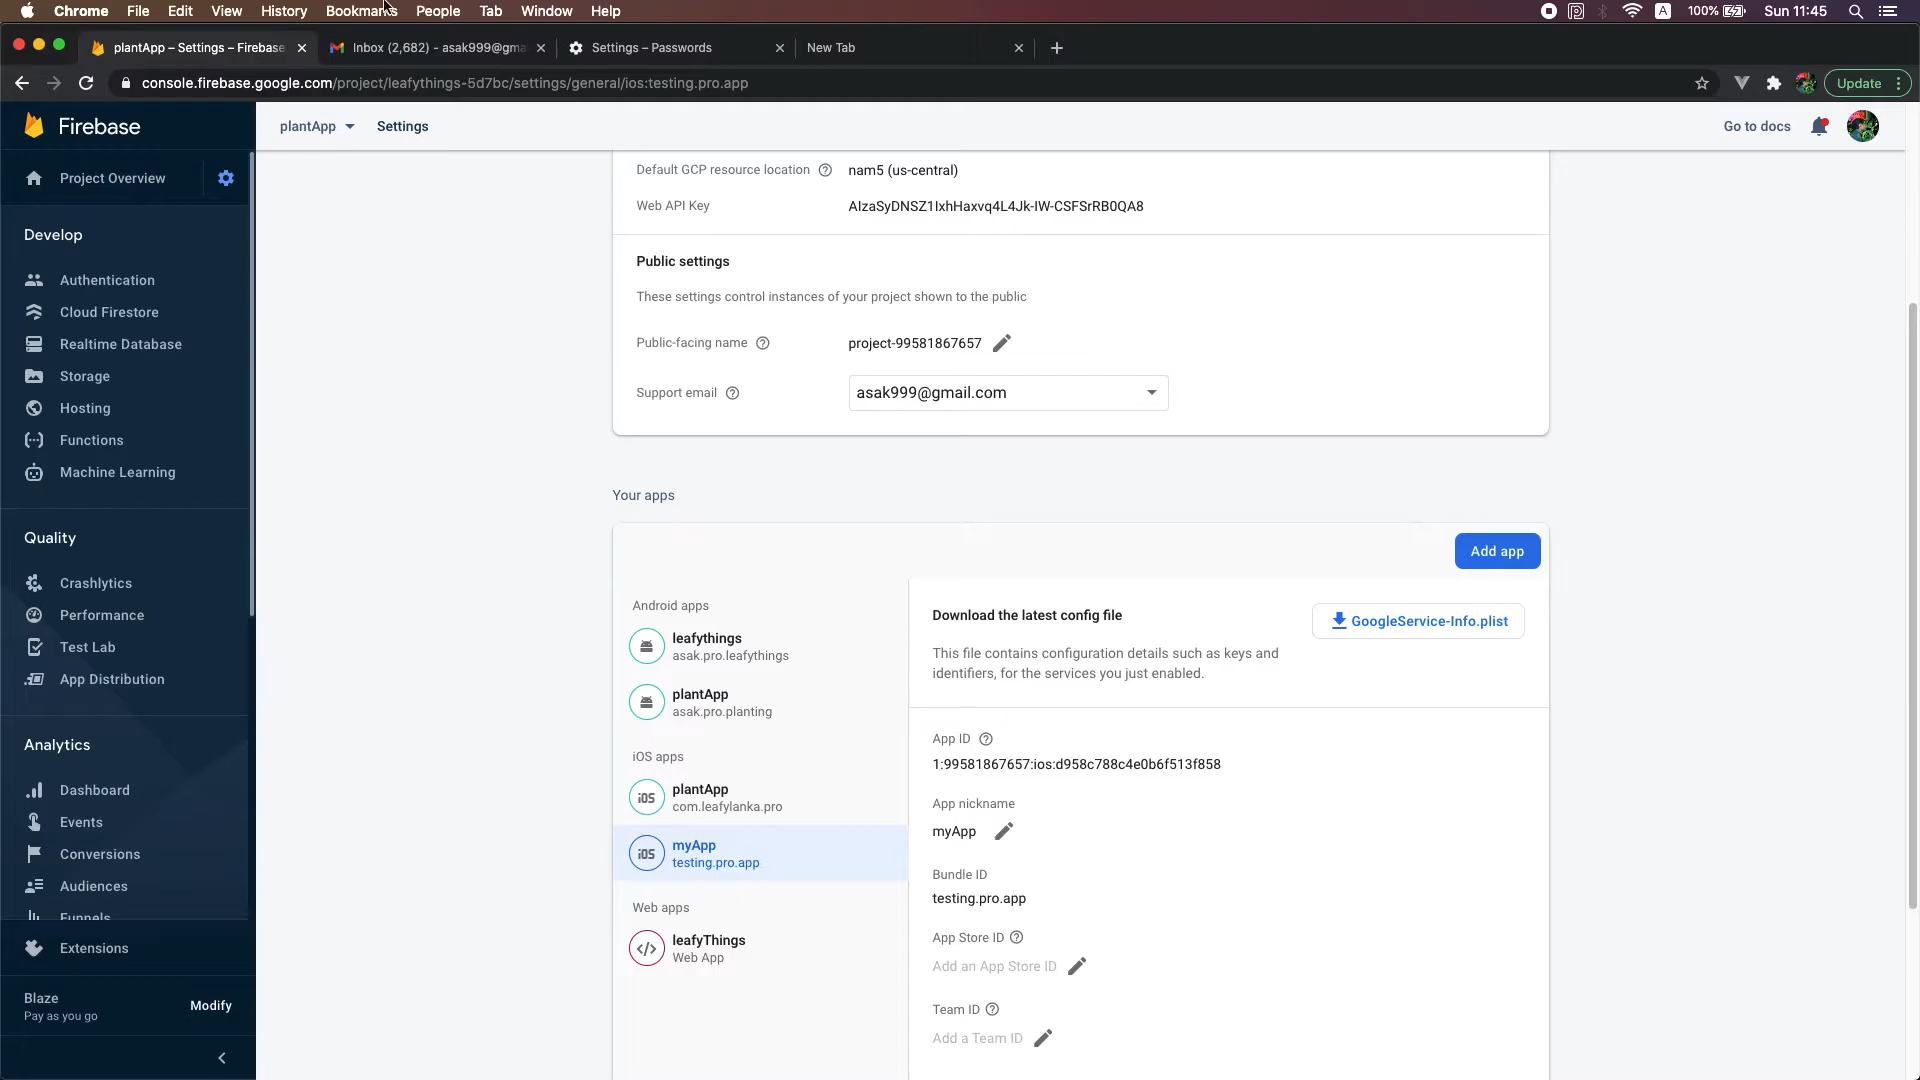 Chrome File Edit View History Bookmarks People Tab Window Help
A 100% Sun 11:45
plantApp – Settings – Firebase
Inbox (2,682) - asak999@gma
Settings – Passwords
New Tab
console.firebase.google.com/project/leafythings-5d7bc/settings/general/ios:testing.pro.app
Update
Firebase
plantApp
Settings
Go to docs
Project Overview
Develop
Authentication
Cloud Firestore
Realtime Database
Storage
Hosting
Functions
Machine Learning
Quality
Crashlytics
Performance
Test Lab
App Distribution
Analytics
Dashboard
Events
Conversions
Audiences
Funnels
Extensions
Blaze
Pay as you go
Modify
Default GCP resource location
nam5 (us-central)
Web API Key
AIzaSyDNSZ1IxhHaxvq4L4Jk-IW-CSFSrRB0QA8
Public settings
These settings control instances of your project shown to the public
Public-facing name
project-99581867657
Support email
asak999@gmail.com
Your apps
Add app
Android apps
leafythings
asak.pro.leafythings
plantApp
asak.pro.planting
iOS apps
iOS
plantApp
com.leafylanka.pro
iOS
myApp
testing.pro.app
Web apps
leafyThings
Web App
Download the latest config file
GoogleService-Info.plist
This file contains configuration details such as keys and
identifiers, for the services you just enabled.
App ID
1:99581867657:ios:d958c788c4e0b6f513f858
App nickname
myApp
Bundle ID
testing.pro.app
App Store ID
Add an App Store ID
Team ID
Add a Team ID